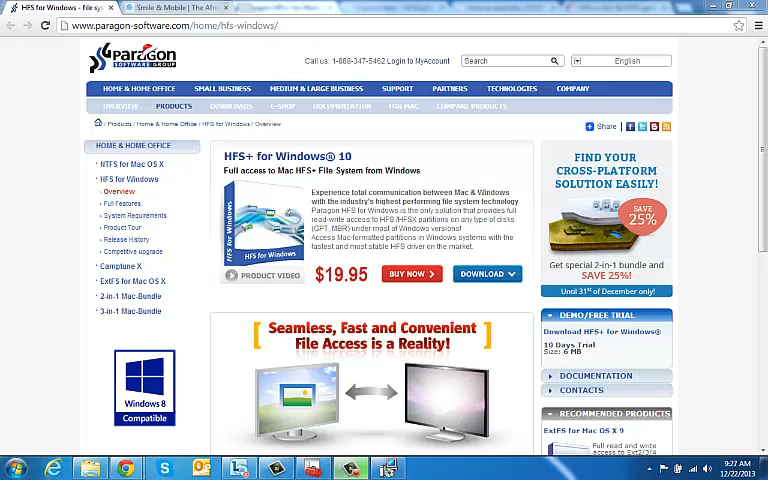 HFS+ for Windows - file sys
Smile & Mobile | The Afri
www.paragon-software.com/home/hfs-windows/
Paragon
SOFTWARE GROUP
Call us: 1-888-347-5462 Login to MyAccount
Search
English
HOME & HOME OFFICE SMALL BUSINESS MEDIUM & LARGE BUSINESS SUPPORT PARTNERS TECHNOLOGIES COMPANY
OVERVIEW PRODUCTS DOWNLOADS E-SHOP DOCUMENTATION FOR MAC COMPARE PRODUCTS
/ Products / Home & Home Office / HFS for Windows / Overview
Share
HOME & HOME OFFICE
NTFS for Mac OS X
HFS for Windows
Overview
Full Features
System Requirements
Product Tour
Release History
Competitive upgrade
Camptune X
ExtFS for Mac OS X
2-in-1 Mac-Bundle
3-in-1 Mac-Bundle
Windows 8
Compatible
HFS+ for Windows® 10
Full access to Mac HFS+ File System from Windows
HFS for Windows
HFS for Windows
Experience total communication between Mac & Windows
with the industry's highest performing file system technology
Paragon HFS for Windows is the only solution that provides full
read-write access to HFS /HFSX partitions on any type of disks
(GPT, MBR) under most of Windows versions!
Access Mac-formatted partitions in Windows systems with the
fastest and most stable HFS driver on the market.
PRODUCT VIDEO
$19.95
BUY NOW
DOWNLOAD
Seamless, Fast and Convenient
File Access is a Reality!
FIND YOUR
CROSS-PLATFORM
SOLUTION EASILY!
SAVE
25%
Get special 2-in-1 bundle and
SAVE 25%!
Until 31st of December only!
DEMO/FREE TRIAL
Download HFS+ for Windows®
10 Days Trial
Size: 6 MB
DOCUMENTATION
CONTACTS
RECOMMENDED PRODUCTS
ExtFS for Mac OS X 9
Full read and write
access to Ext2/3/4
9:27 AM
12/22/2013